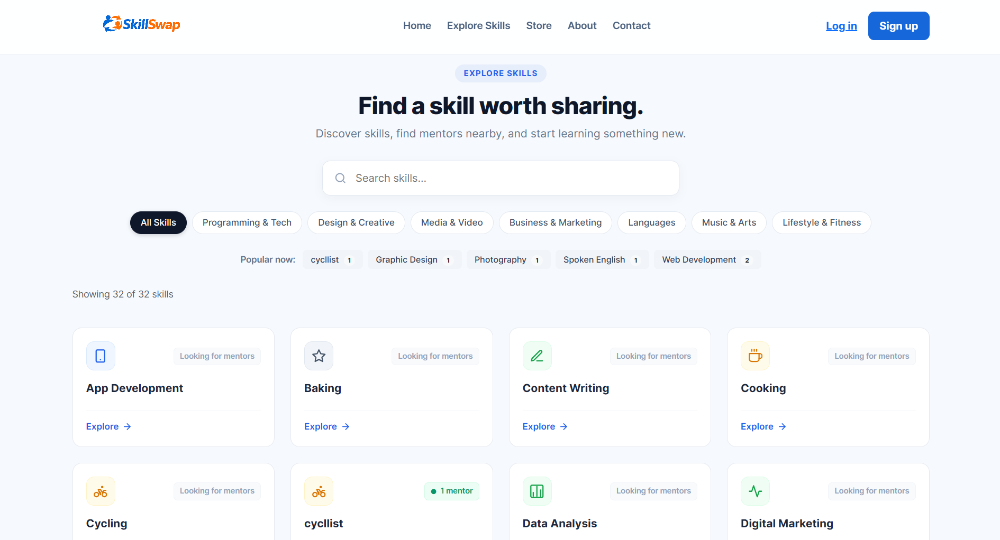 SkillSwap
Home Explore Skills Store About Contact
Log in Sign up
EXPLORE SKILLS
Find a skill worth sharing.
Discover skills, find mentors nearby, and start learning something new.
Search skills...
All Skills Programming & Tech Design & Creative Media & Video Business & Marketing Languages Music & Arts Lifestyle & Fitness
Popular now: cycllist 1 Graphic Design 1 Photography 1 Spoken English 1 Web Development 2
Showing 32 of 32 skills
Looking for mentors Looking for mentors Looking for mentors Looking for mentors
App Development Baking Content Writing Cooking
Explore → Explore → Explore → Explore →
Looking for mentors 1 mentor Looking for mentors Looking for mentors
Cycling cycllist Data Analysis Digital Marketing